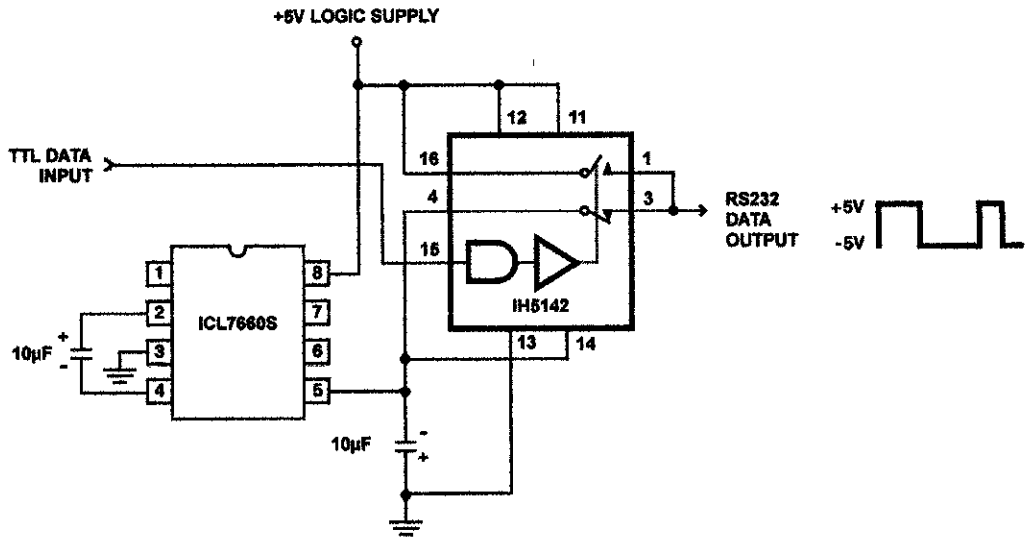 +5V LOGIC SUPPLY
12
11
TTL DATA
INPUT
16
1
4
3
RS232
DATA
OUTPUT
+5V
-5V
15
IH5142
1
8
2
7
ICL7660S
+
10µF
-
3
6
4
5
13
14
10µF
-
+